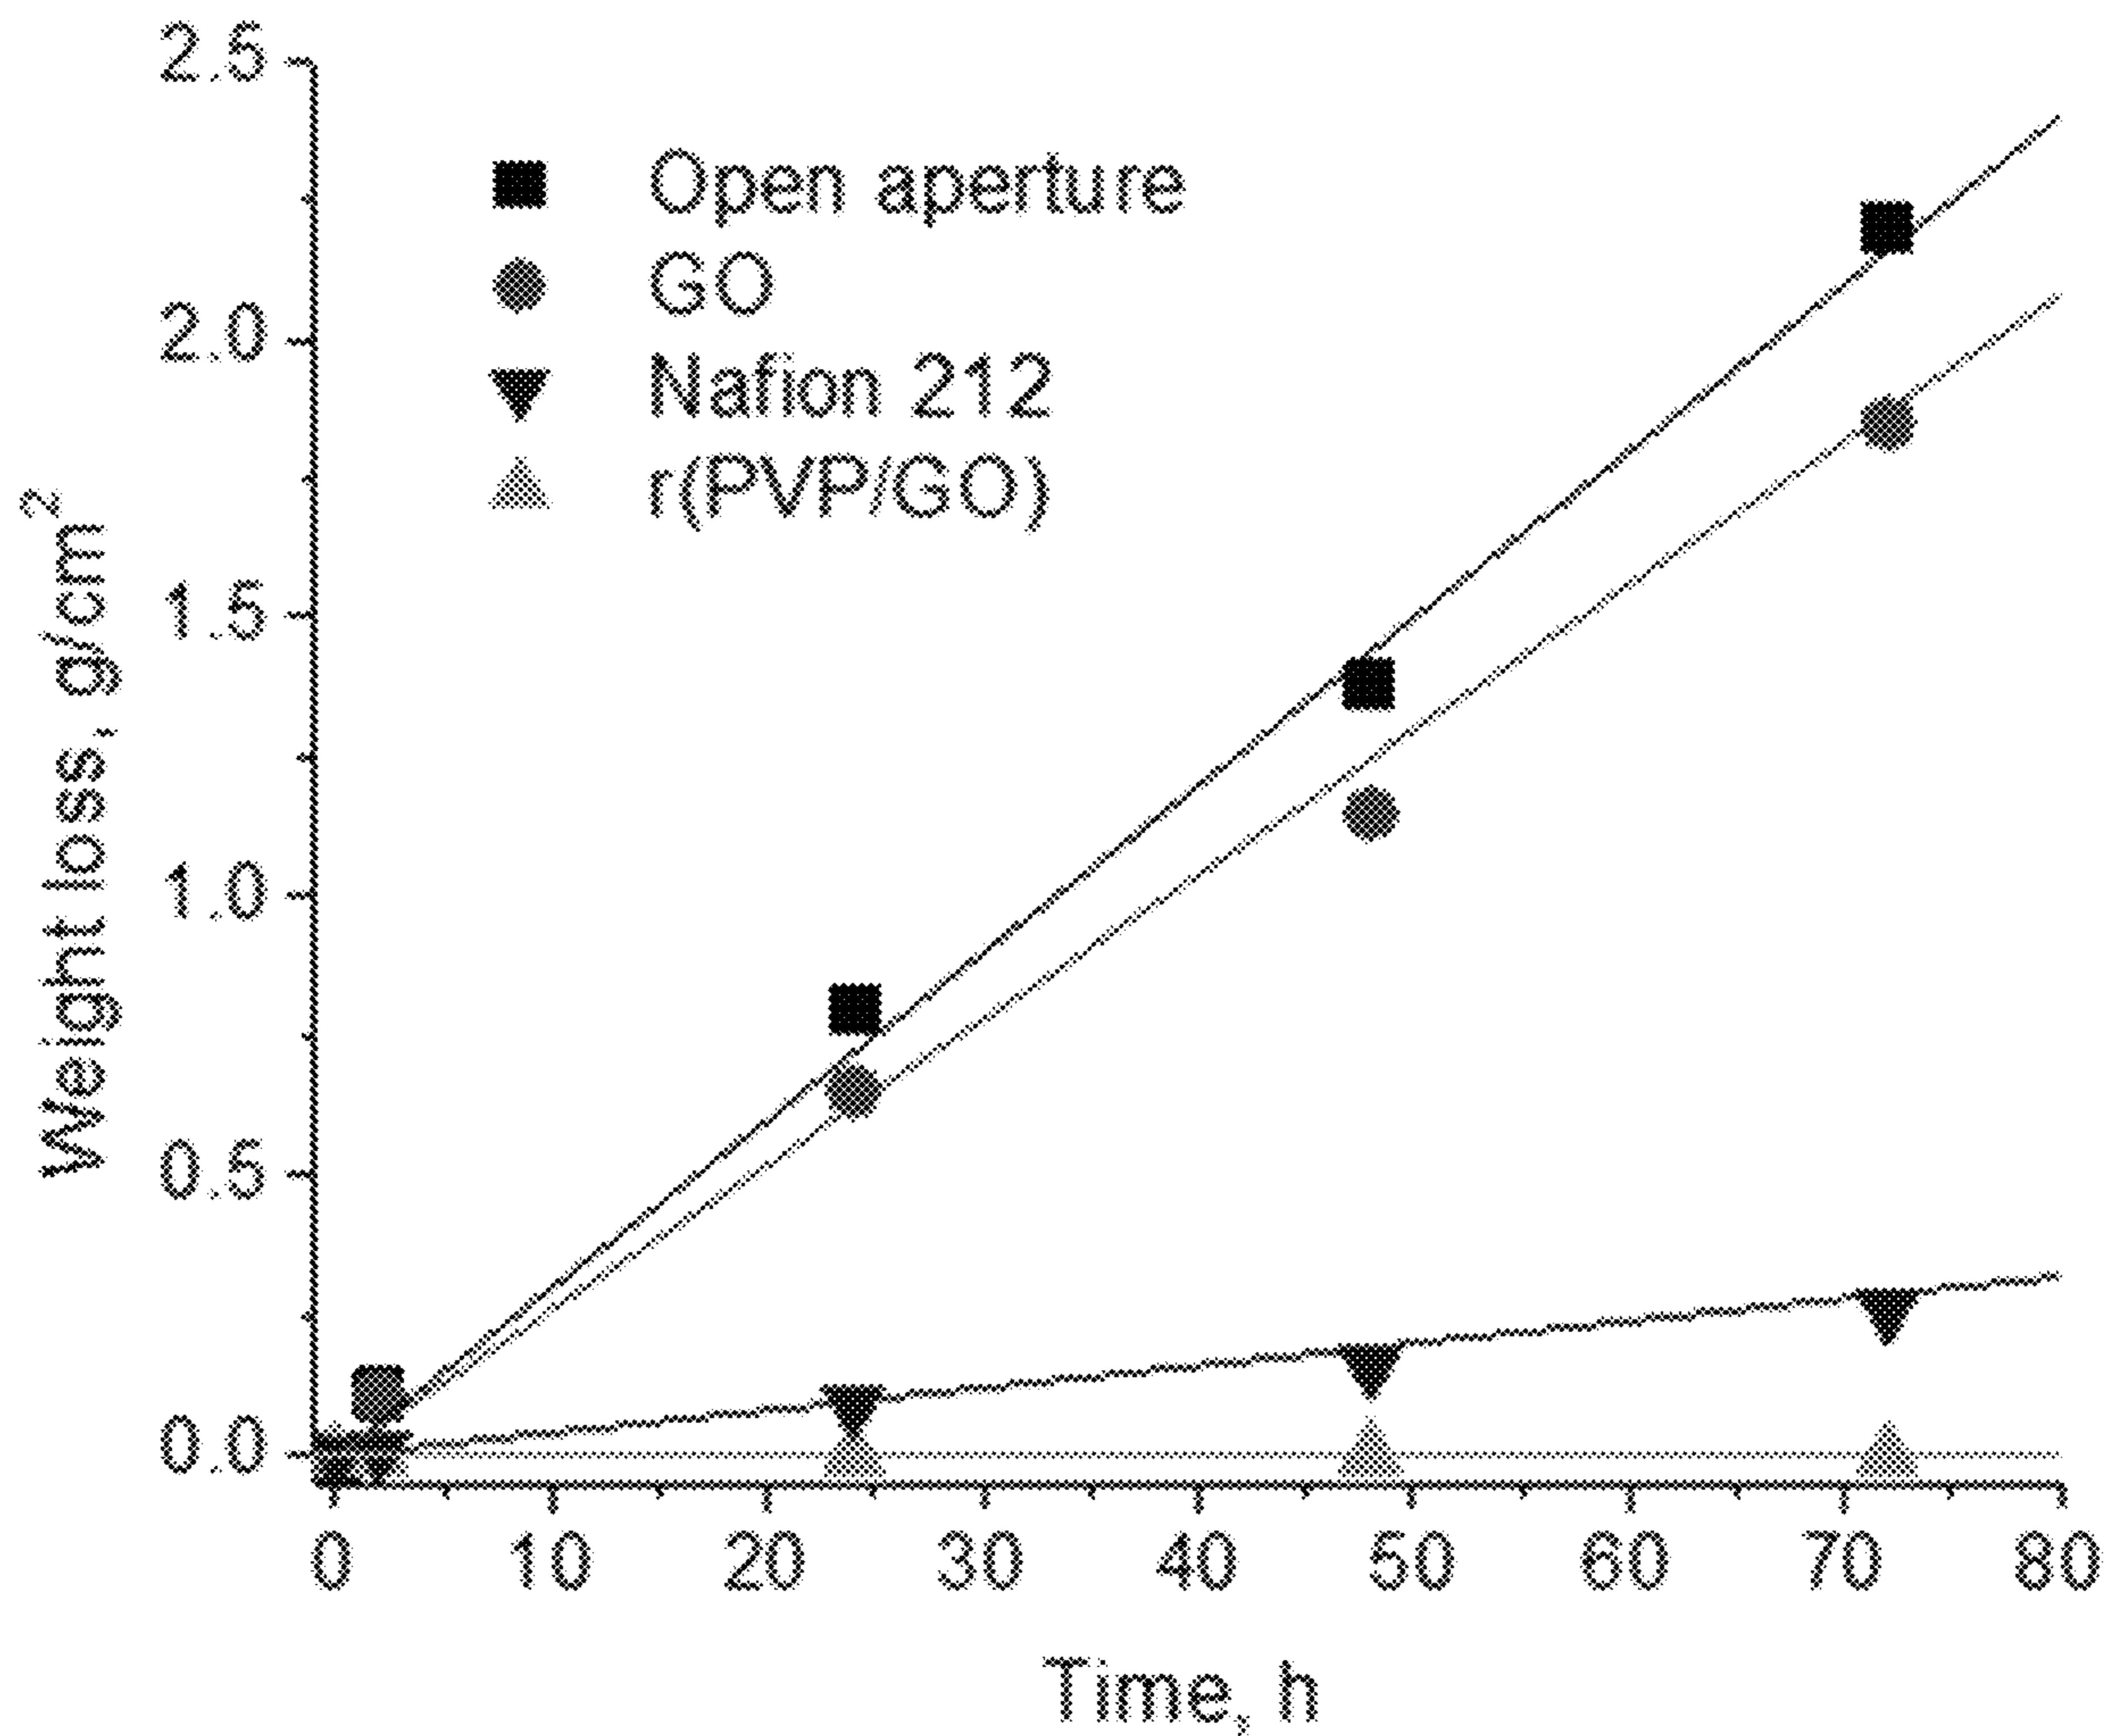 2.5
2.0
1.5
1.0
0.5
0.0
Weight loss, g/cm²
Open aperture
GO
Nafion 212
r(PVP/GO)
0 10 20 30 40 50 60 70 80
Time, h